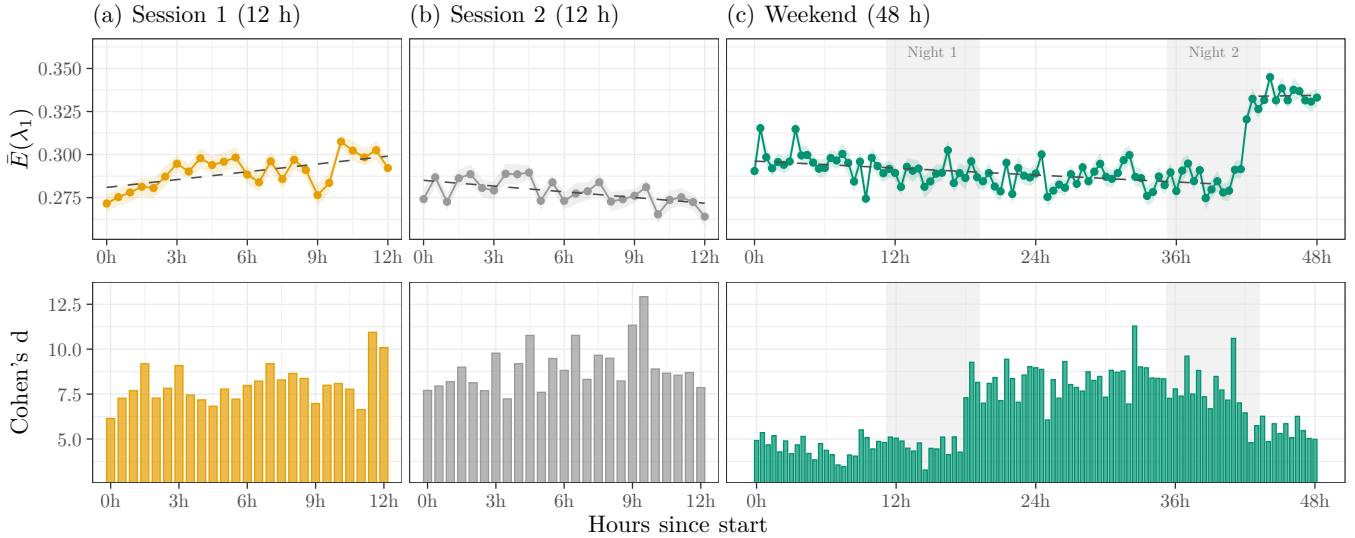 (a) Session 1 (12 h)
(b) Session 2 (12 h)
(c) Weekend (48 h)
Ē(λ₁)
0.350
0.325
0.300
0.275
Night 1
Night 2
0h 3h 6h 9h 12h
0h 3h 6h 9h 12h
0h 12h 24h 36h 48h
Cohen's d
12.5
10.0
7.5
5.0
0h 3h 6h 9h 12h
0h 3h 6h 9h 12h
0h 12h 24h 36h 48h
Hours since start